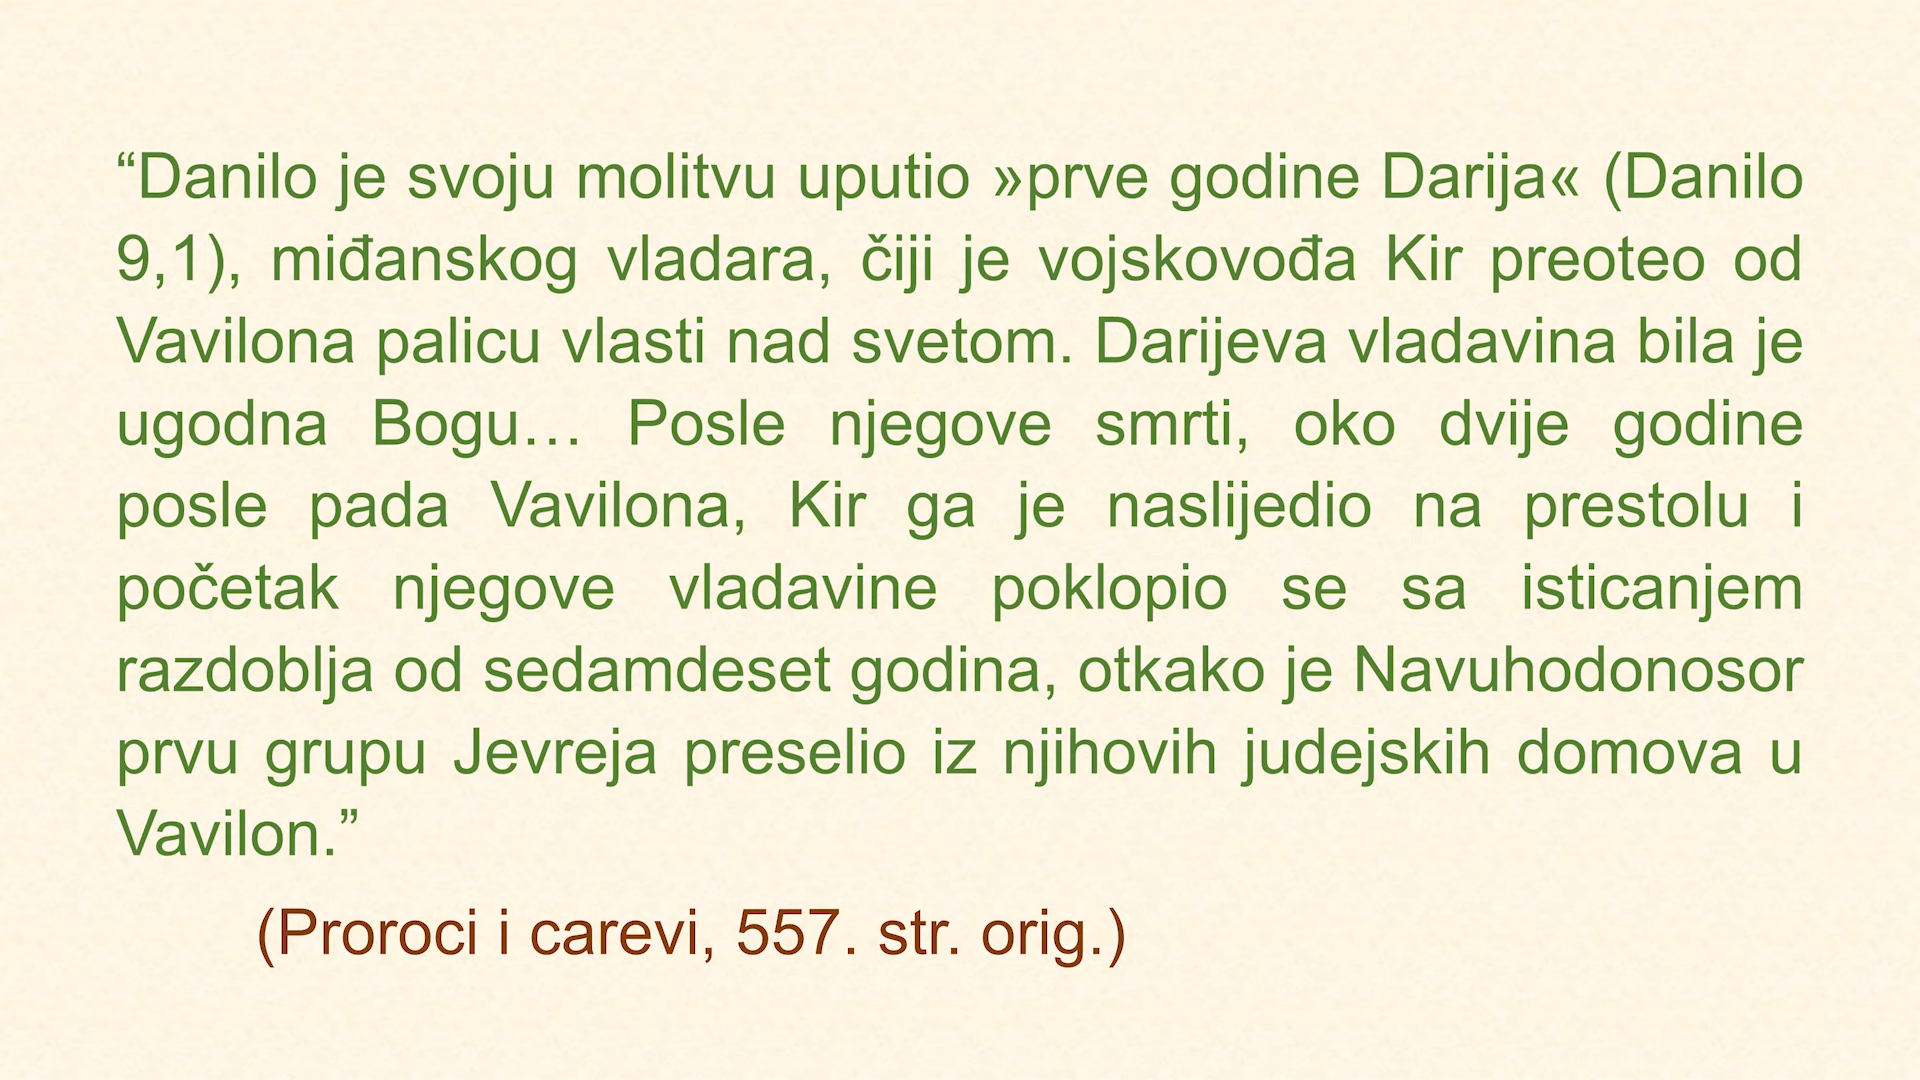 “Danilo je svoju molitvu uputio »prve godine Darija« (Danilo
9,1), miđanskog vladara, čiji je vojskovođa Kir preoteo od
Vavilona palicu vlasti nad svetom. Darijeva vladavina bila je
ugodna Bogu… Posle njegove smrti, oko dvije godine
posle pada Vavilona, Kir ga je naslijedio na prestolu i
početak njegove vladavine poklopio se sa isticanjem
razdoblja od sedamdeset godina, otkako je Navuhodonosor
prvu grupu Jevreja preselio iz njihovih judejskih domova u
Vavilon.”
(Proroci i carevi, 557. str. orig.)